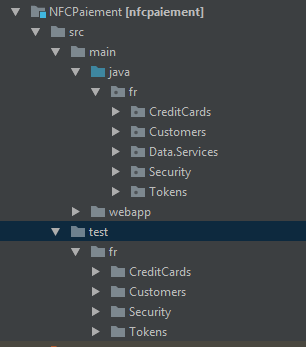 NFCPaiement [nfcpaiement]
src
main
java
fr
CreditCards
Customers
Data.Services
Security
Tokens
webapp
test
fr
CreditCards
Customers
Security
Tokens